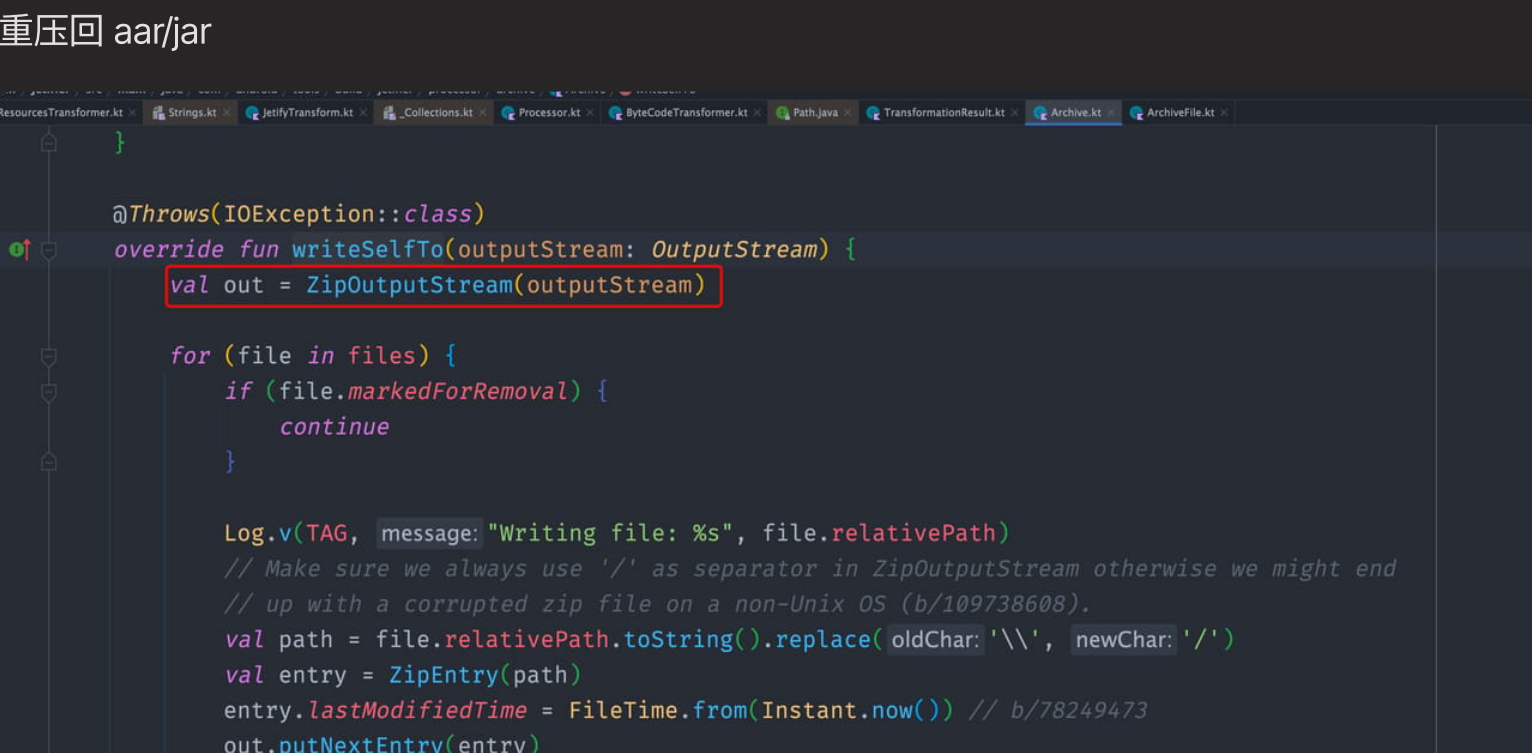 重压回 aar/jar
ResourcesTransformer.kt Strings.kt JetifyTransform.kt _Collections.kt Processor.kt ByteCodeTransformer.kt Path.java TransformationResult.kt Archive.kt ArchiveFile.kt
}
@Throws(IOException::class)
override fun writeSelfTo(outputStream: OutputStream) {
val out = ZipOutputStream(outputStream)
for (file in files) {
if (file.markedForRemoval) {
continue
}
Log.v(TAG, message: "Writing file: %s", file.relativePath)
// Make sure we always use '/' as separator in ZipOutputStream otherwise we might end
// up with a corrupted zip file on a non-Unix OS (b/109738608).
val path = file.relativePath.toString().replace( oldChar: '\\', newChar: '/')
val entry = ZipEntry(path)
entry.lastModifiedTime = FileTime.from(Instant.now()) // b/78249473
out.putNextEntry(entry)